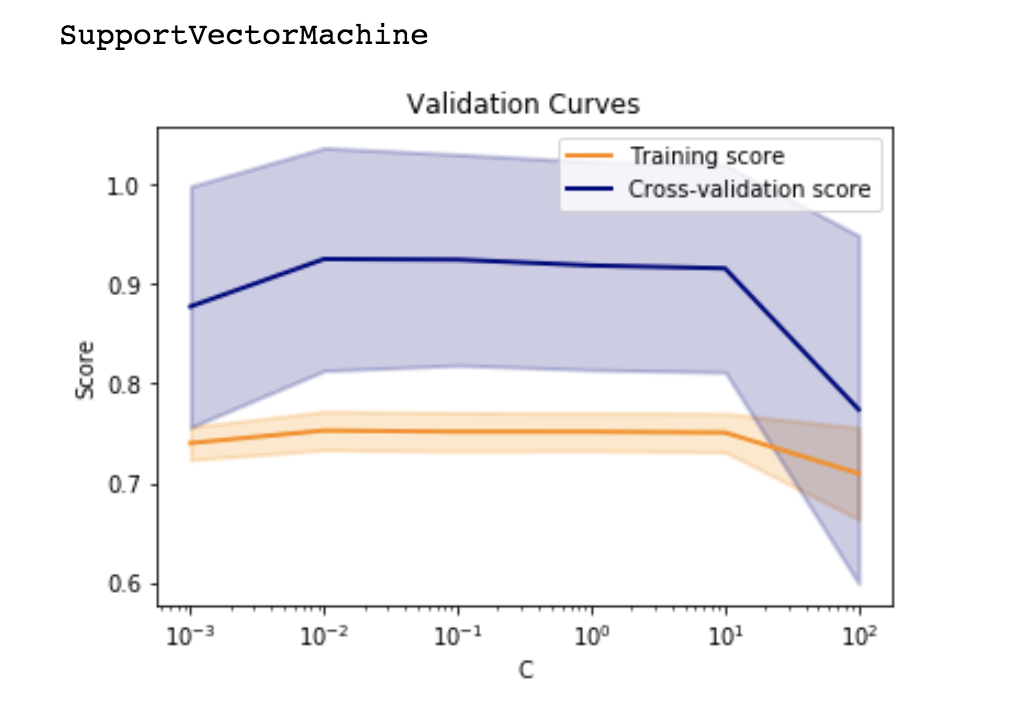 SupportVectorMachine
Validation Curves
Training score
Cross-validation score
1.0
0.9
0.8
0.7
0.6
Score
10⁻³ 10⁻² 10⁻¹ 10⁰ 10¹ 10²
C